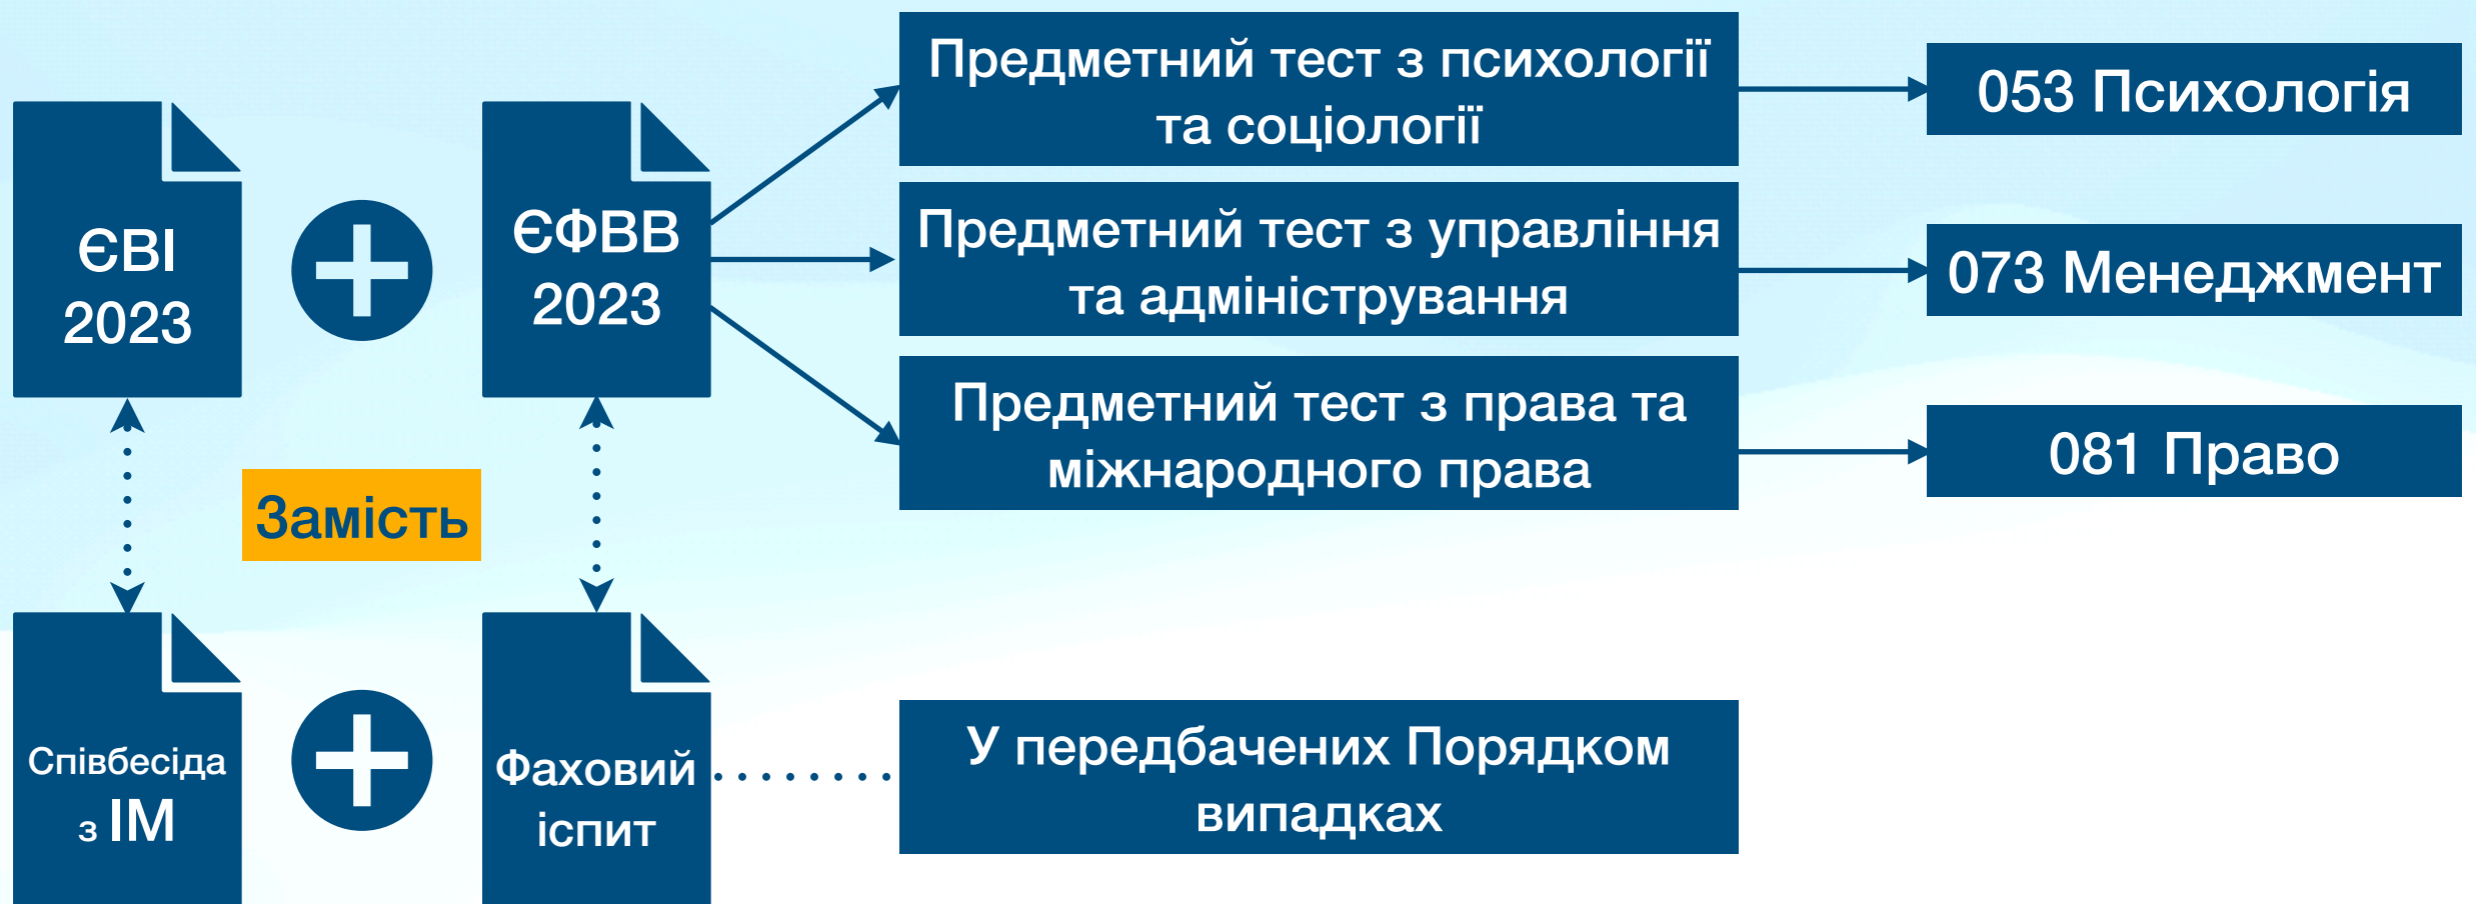 ЄВІ
2023
ЄФВВ
2023
Предметний тест з психології
та соціології
053 Психологія
Предметний тест з управління
та адміністрування
073 Менеджмент
Предметний тест з права та
міжнародного права
081 Право
Замість
Співбесіда
з ІМ
Фаховий
іспит
У передбачених Порядком
випадках